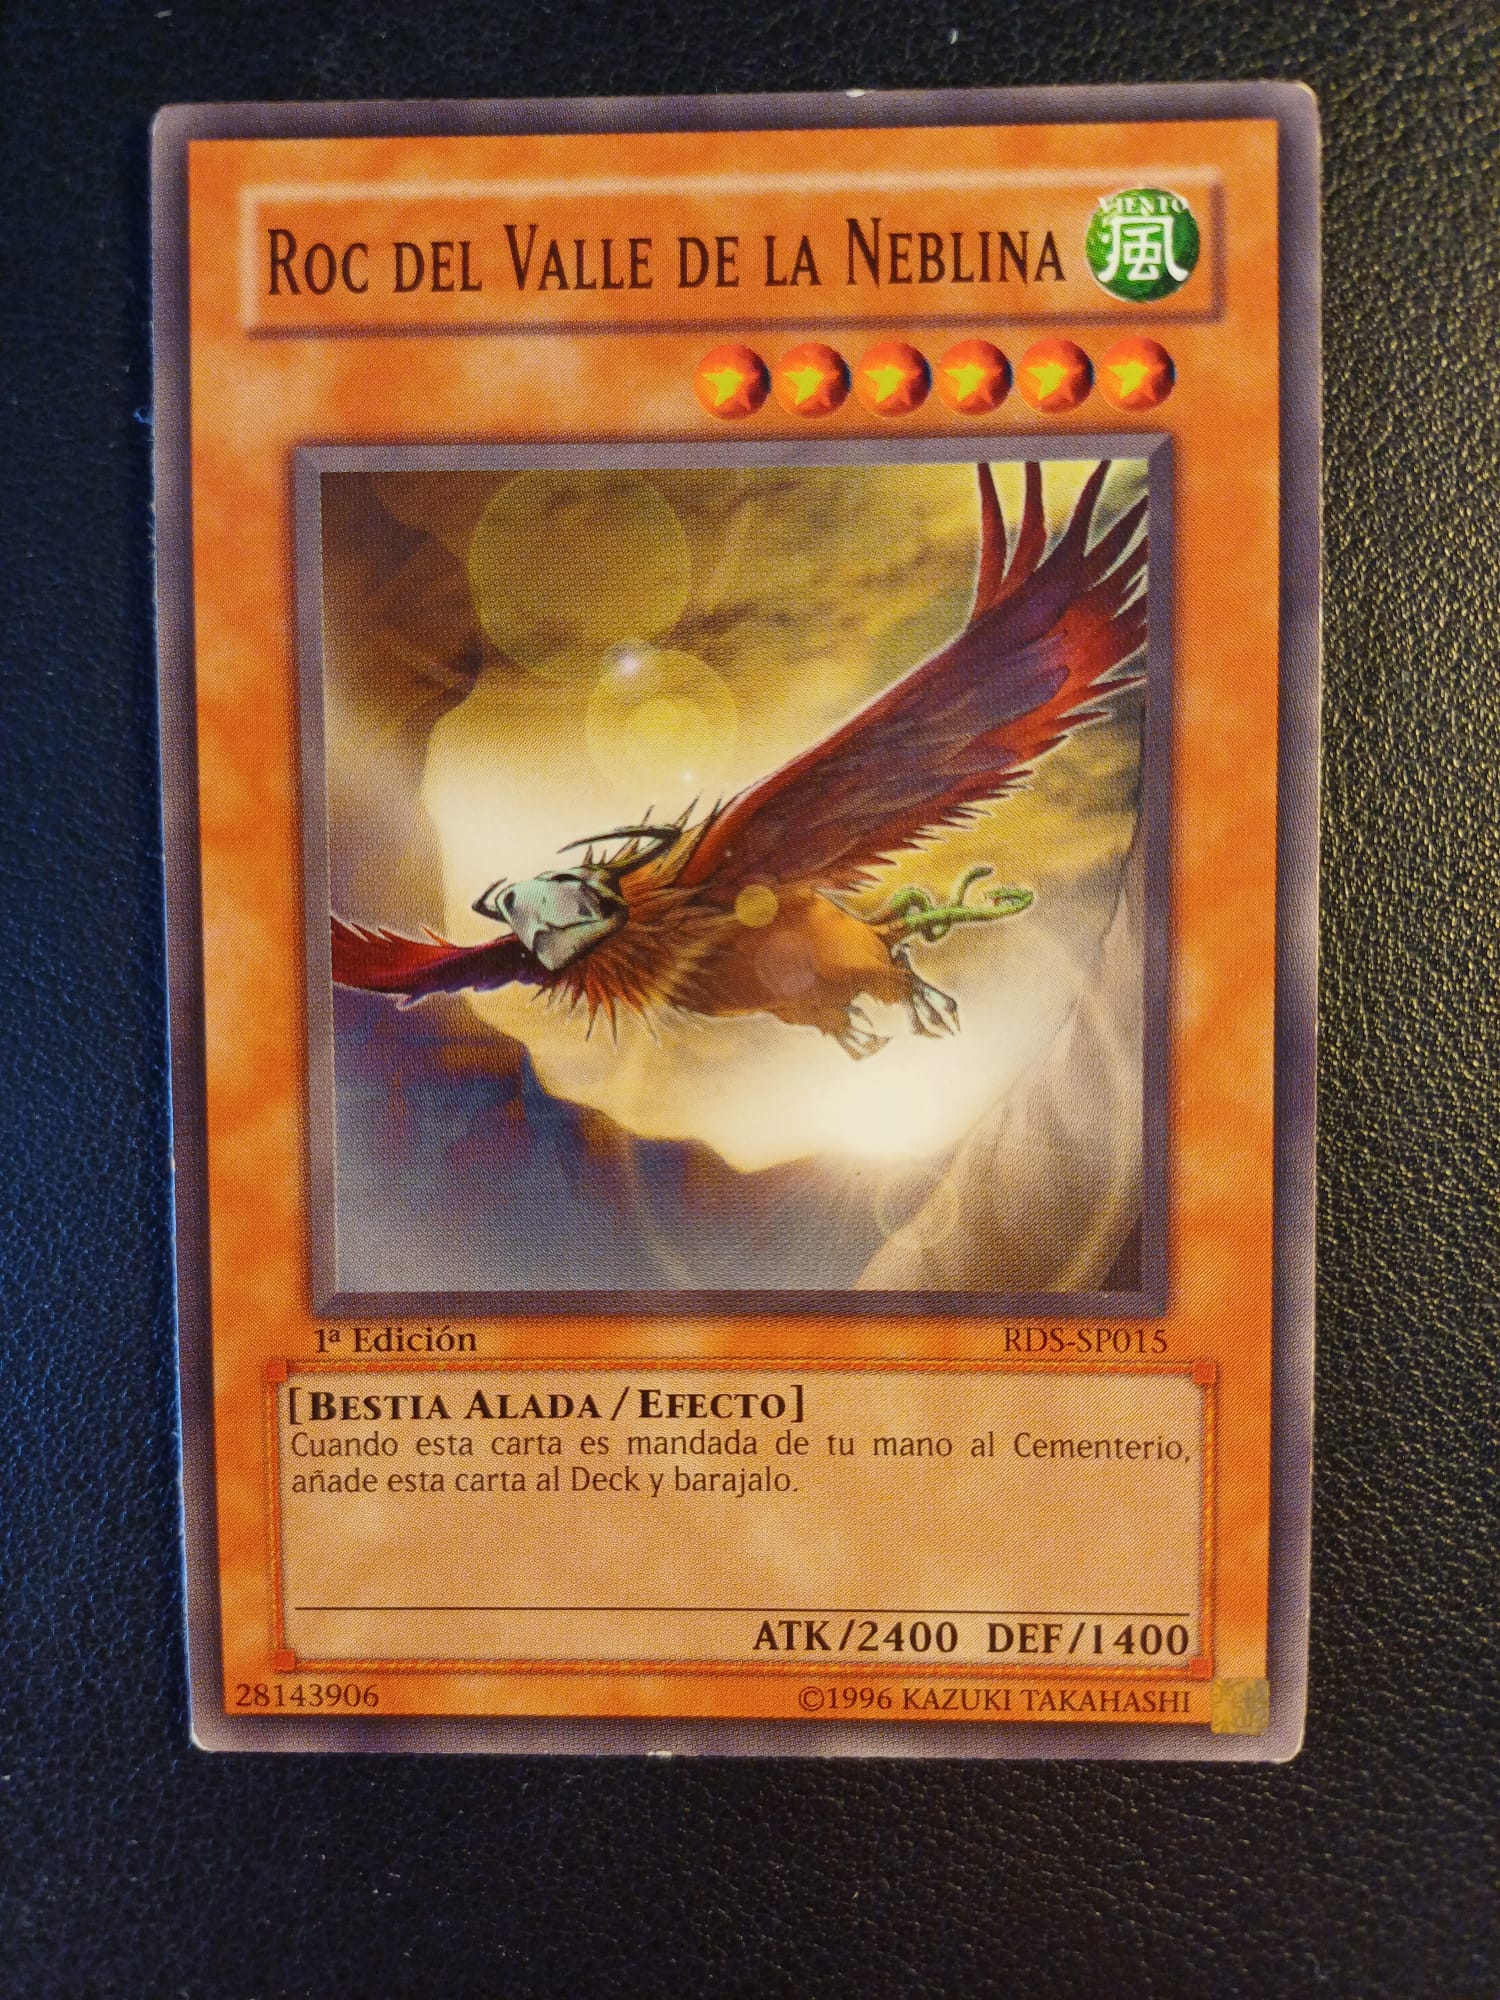 ROC DEL VALLE DE LA NEBLINA
VIENTO
風
1ª Edición
RDS-SP015
[BESTIA ALADA/EFECTO]
Cuando esta carta es mandada de tu mano al Cementerio,
añade esta carta al Deck y barajalo.
ATK/2400 DEF/1400
28143906
©1996 KAZUKI TAKAHASHI